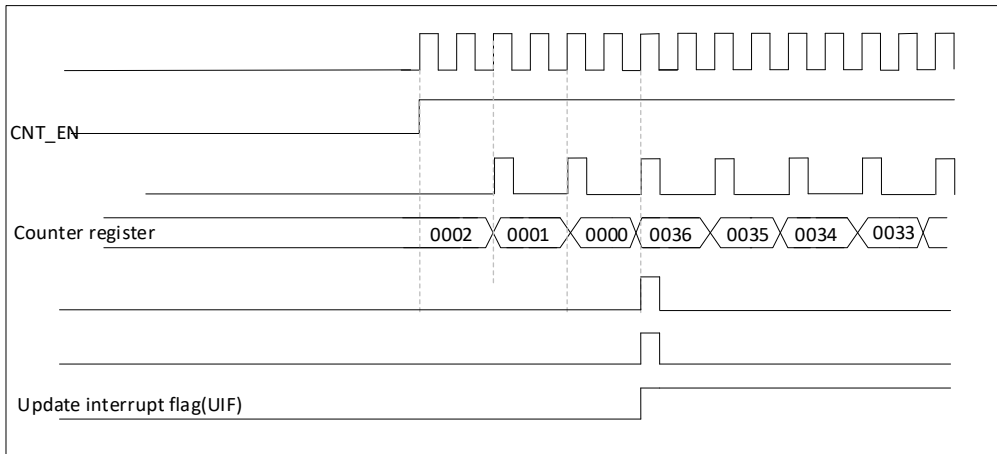 CNT_EN
Counter register
0002 0001 0000 0036 0035 0034 0033
Update interrupt flag(UIF)